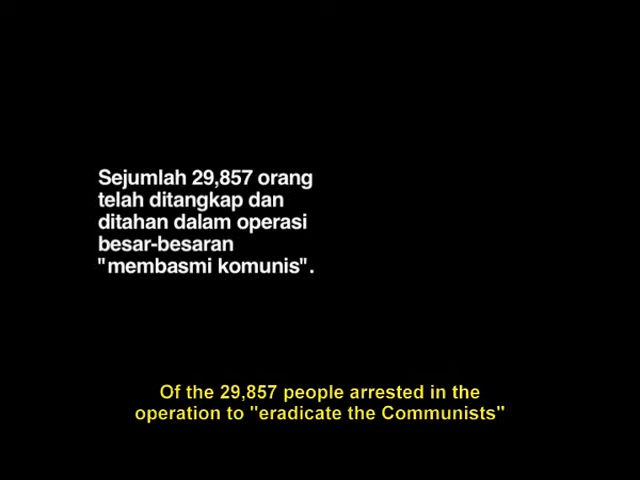 Sejumlah 29,857 orang
telah ditangkap dan
ditahan dalam operasi
besar-besaran
"membasmi komunis".
Of the 29,857 people arrested in the
operation to "eradicate the Communists"